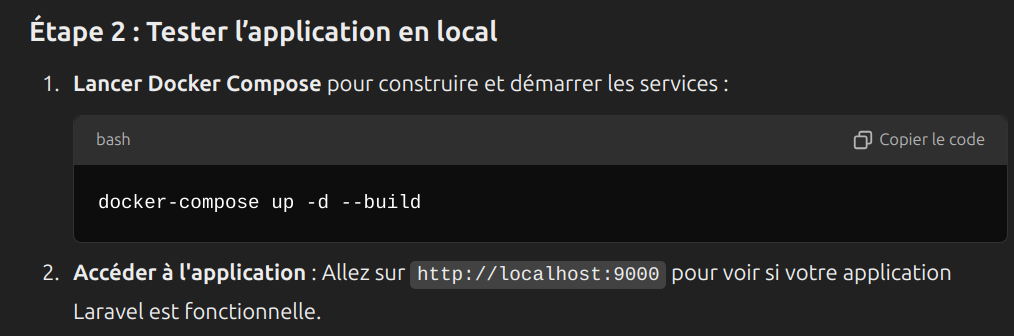 Étape 2 : Tester l’application en local
1. Lancer Docker Compose pour construire et démarrer les services :
bash
Copier le code
docker-compose up -d --build
2. Accéder à l'application : Allez sur http://localhost:9000 pour voir si votre application
Laravel est fonctionnelle.